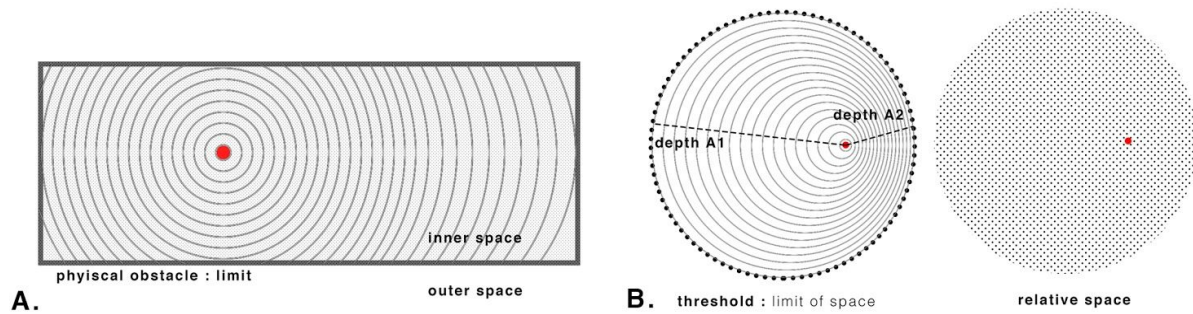 inner space
phyiscal obstacle : limit
outer space
A.
depth A2
depth A1
B.
threshold : limit of space
relative space